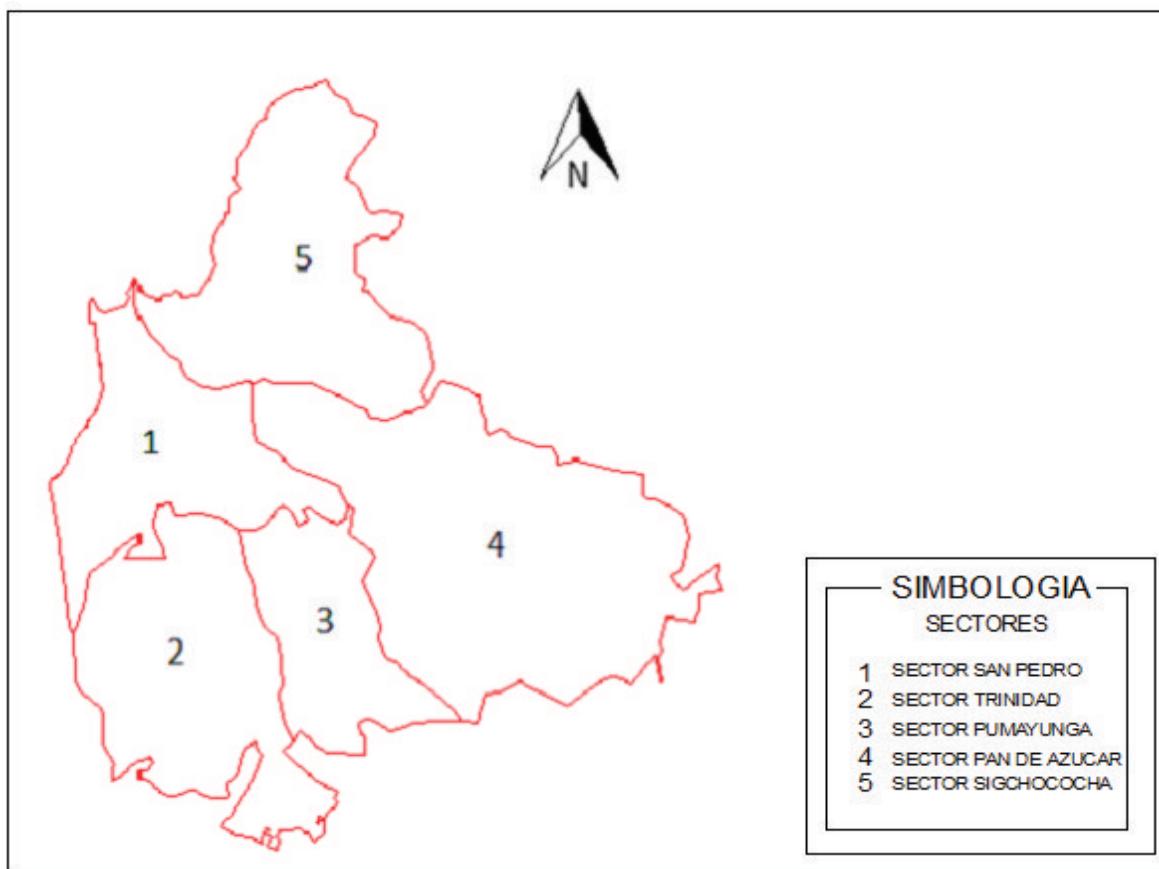 N
5
1
4
3
2
SIMBOLOGIA
SECTORES
1 SECTOR SAN PEDRO
2 SECTOR TRINIDAD
3 SECTOR PUMAYUNGA
4 SECTOR PAN DE AZUCAR
5 SECTOR SIGCHOCOCHA